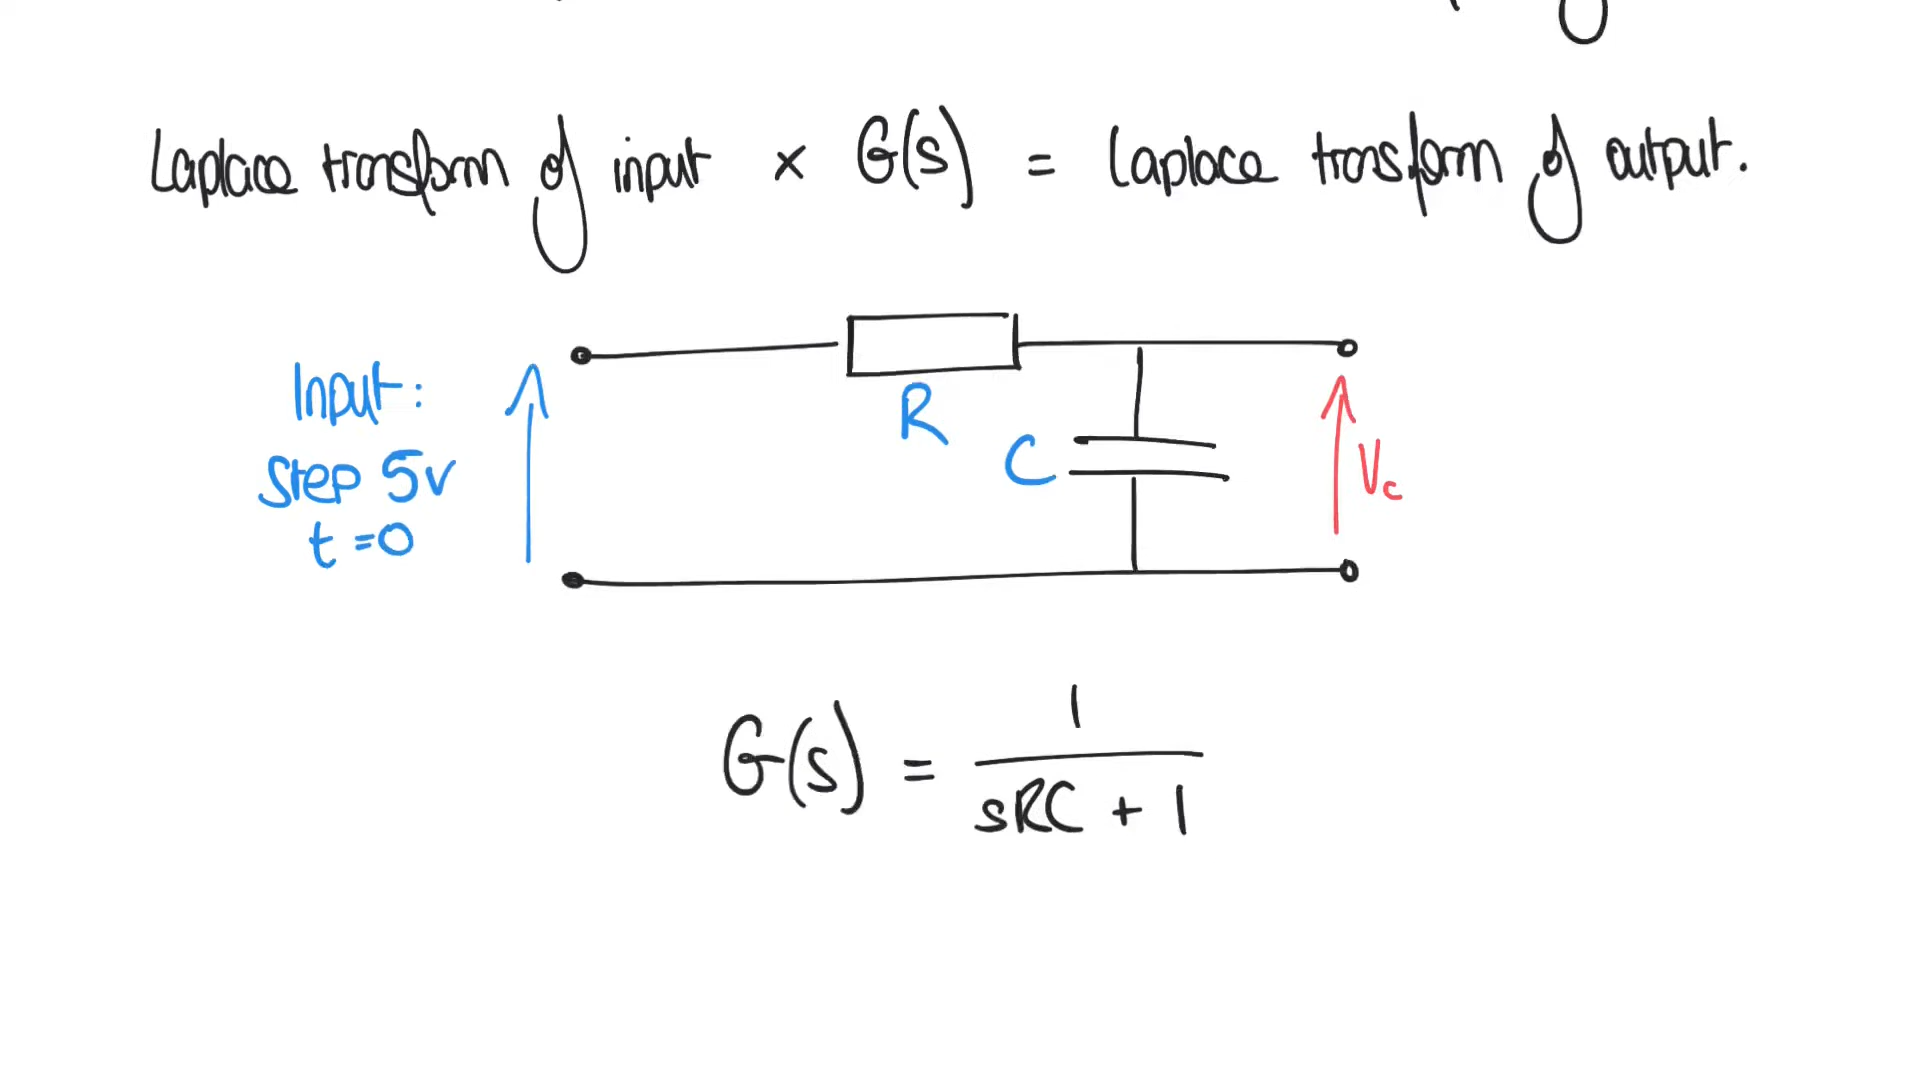 Laplace transform of input × G(s) = Laplace transform of output.
Input:
Step 5v
t=0
R
C
Vc
G(s) = 1
sRC + 1